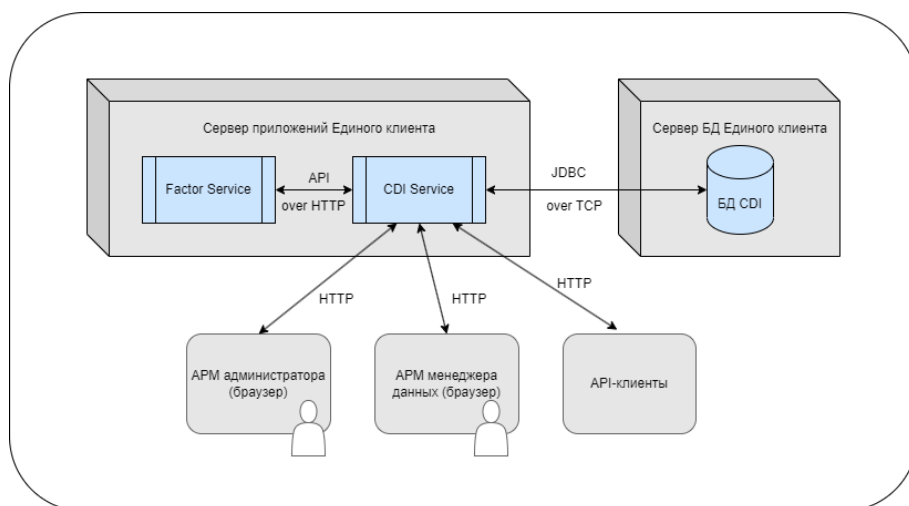 Сервер приложений Единого клиента
Сервер БД Единого клиента
Factor Service
API
over HTTP
CDI Service
JDBC
over TCP
БД CDI
HTTP
HTTP
HTTP
АРМ администратора
(браузер)
АРМ менеджера
данных (браузер)
API-клиенты